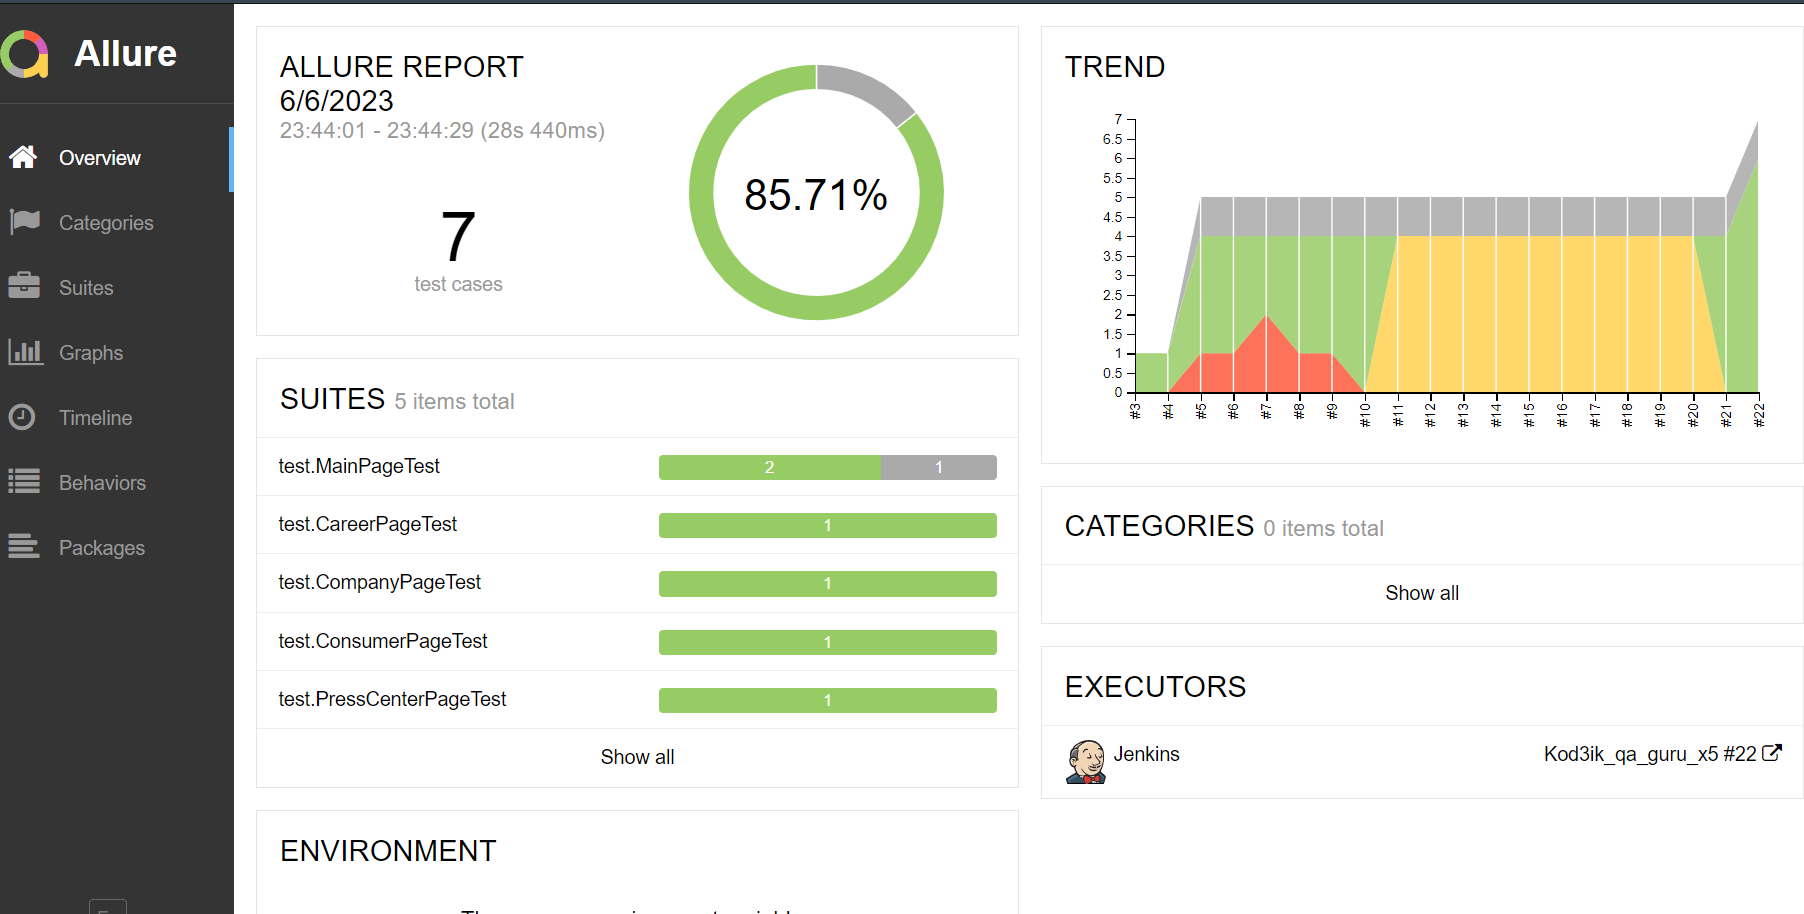 Allure
Overview
Categories
Suites
Graphs
Timeline
Behaviors
Packages
ALLURE REPORT
6/6/2023
23:44:01 - 23:44:29 (28s 440ms)
7
test cases
85.71%
SUITES 5 items total
test.MainPageTest 2 1
test.CareerPageTest 1
test.CompanyPageTest 1
test.ConsumerPageTest 1
test.PressCenterPageTest 1
Show all
ENVIRONMENT
TREND
7
6.5
6
5.5
5
4.5
4
3.5
3
2.5
2
1.5
1
0.5
0
#3 #4 #5 #6 #7 #8 #9 #10 #11 #12 #13 #14 #15 #16 #17 #18 #19 #20 #21 #22
CATEGORIES 0 items total
Show all
EXECUTORS
Jenkins Kod3ik_qa_guru_x5 #22